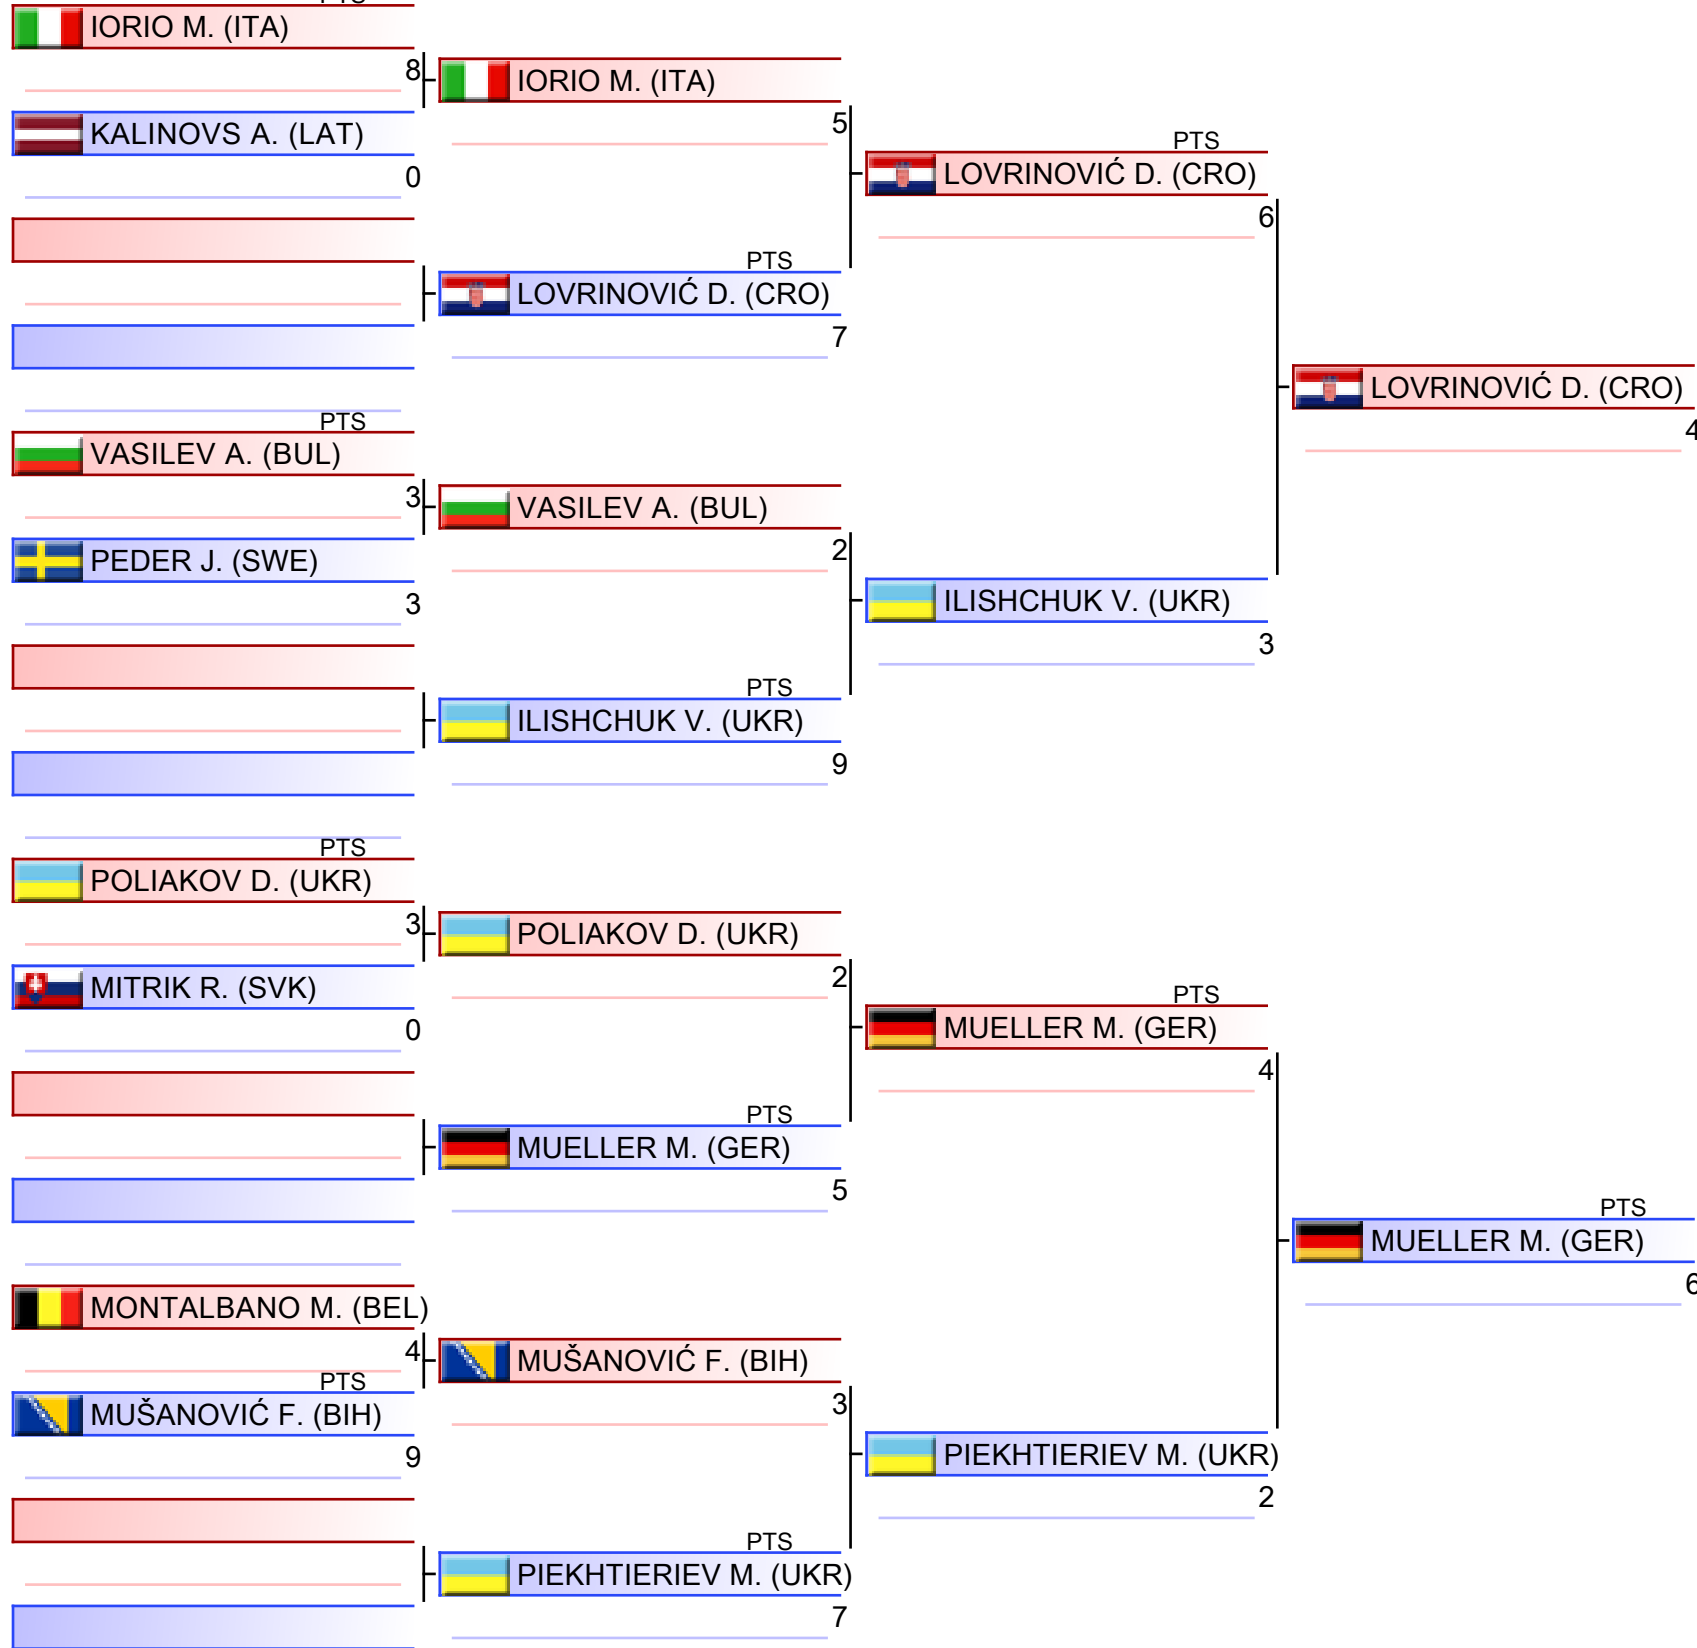 PTS
IORIO M. (ITA)
8
KALINOVS A. (LAT)
0
PTS
VASILEV A. (BUL)
3
PEDER J. (SWE)
3
PTS
POLIAKOV D. (UKR)
3
MITRIK R. (SVK)
0
MONTALBANO M. (BEL)
4
PTS
MUŠANOVIĆ F. (BIH)
9
IORIO M. (ITA)
5
PTS
LOVRINOVIĆ D. (CRO)
7
VASILEV A. (BUL)
2
PTS
ILISHCHUK V. (UKR)
9
POLIAKOV D. (UKR)
2
PTS
MUELLER M. (GER)
5
MUŠANOVIĆ F. (BIH)
3
PTS
PIEKHTIERIEV M. (UKR)
7
PTS
LOVRINOVIĆ D. (CRO)
6
ILISHCHUK V. (UKR)
3
PTS
MUELLER M. (GER)
4
PIEKHTIERIEV M. (UKR)
2
LOVRINOVIĆ D. (CRO)
4
PTS
MUELLER M. (GER)
6